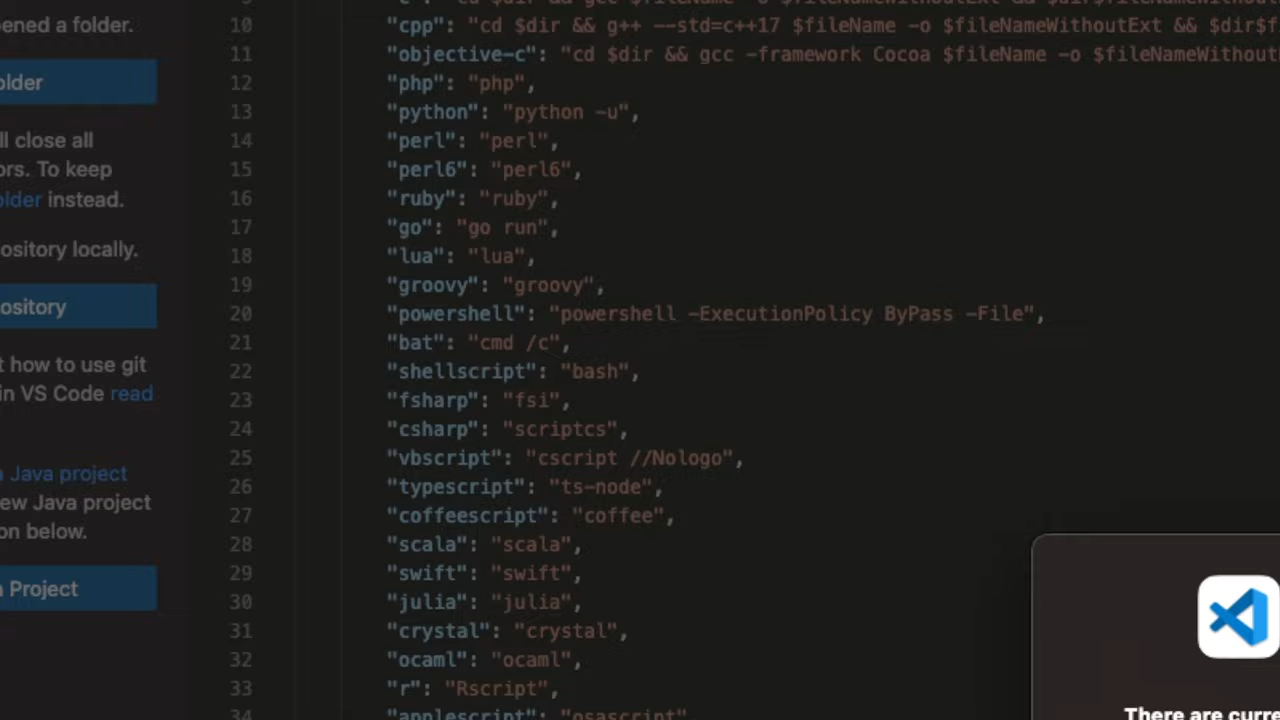 pened a folder.
older
ll close all
ors. To keep
older instead.
ository locally.
ository
t how to use git
in VS Code read
a Java project
ew Java project
on below.
a Project
10 "cpp": "cd $dir && g++ --std=c++17 $fileName -o $fileNameWithoutExt && $dir$f
11 "objective-c": "cd $dir && gcc -framework Cocoa $fileName -o $fileNameWithout
12 "php": "php",
13 "python": "python -u",
14 "perl": "perl",
15 "perl6": "perl6",
16 "ruby": "ruby",
17 "go": "go run",
18 "lua": "lua",
19 "groovy": "groovy",
20 "powershell": "powershell -ExecutionPolicy ByPass -File",
21 "bat": "cmd /c",
22 "shellscript": "bash",
23 "fsharp": "fsi",
24 "csharp": "scriptcs",
25 "vbscript": "cscript //Nologo",
26 "typescript": "ts-node",
27 "coffeescript": "coffee",
28 "scala": "scala",
29 "swift": "swift",
30 "julia": "julia",
31 "crystal": "crystal",
32 "ocaml": "ocaml",
33 "r": "Rscript",
34 "applescript": "osascript"
There are curre